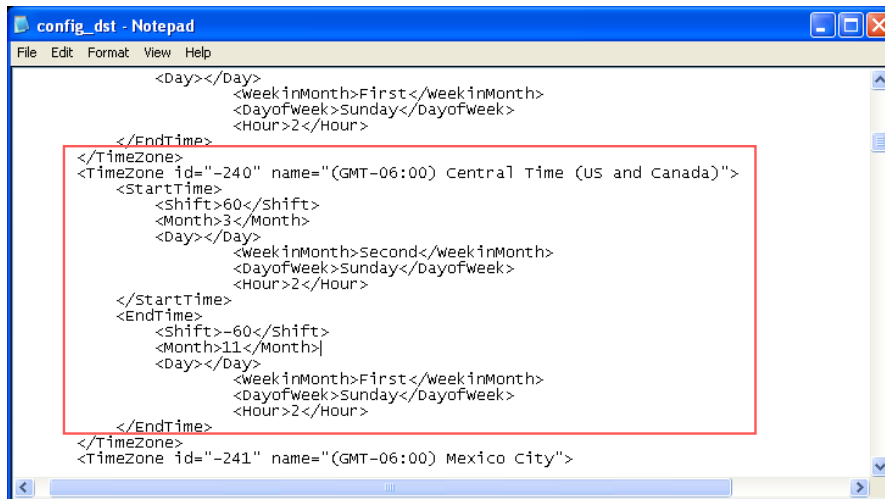 config_dst - Notepad
File Edit Format View Help
<Day></Day>
<WeekinMonth>First</WeekinMonth>
<DayofWeek>Sunday</DayofWeek>
<Hour>2</Hour>
</EndTime>
</TimeZone>
<TimeZone id="-240" name="(GMT-06:00) Central Time (US and Canada)">
<StartTime>
<Shift>60</Shift>
<Month>3</Month>
<Day></Day>
<WeekinMonth>Second</WeekinMonth>
<DayofWeek>Sunday</DayofWeek>
<Hour>2</Hour>
</StartTime>
<EndTime>
<Shift>-60</Shift>
<Month>11</Month>
<Day></Day>
<WeekinMonth>First</WeekinMonth>
<DayofWeek>Sunday</DayofWeek>
<Hour>2</Hour>
</EndTime>
</TimeZone>
<TimeZone id="-241" name="(GMT-06:00) Mexico City">